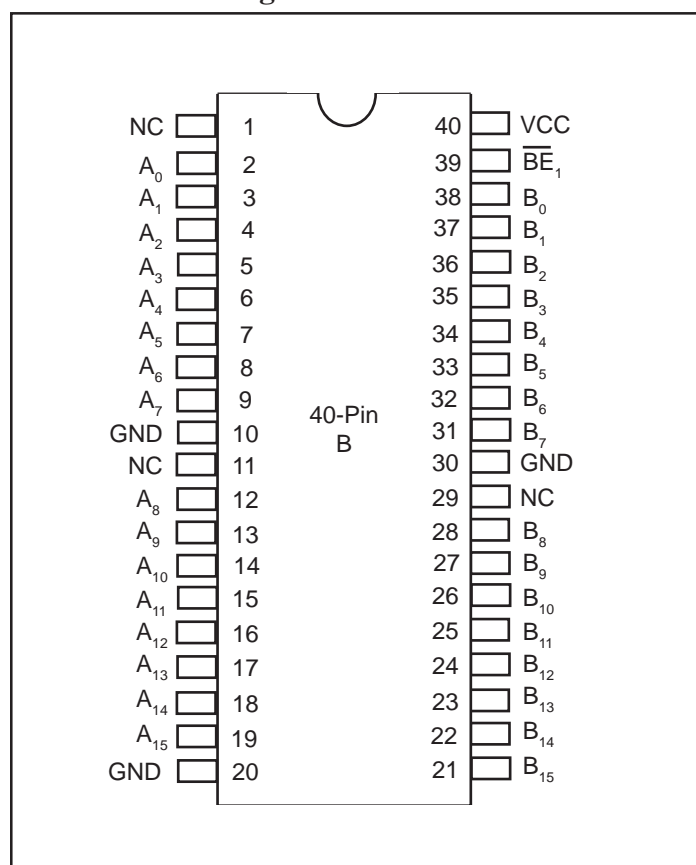 NC 1 40 VCC
A₀ 2 39 B̅E̅₁
A₁ 3 38 B₀
A₂ 4 37 B₁
A₃ 5 36 B₂
A₄ 6 35 B₃
A₅ 7 34 B₄
A₆ 8 33 B₅
A₇ 9 32 B₆
GND 10 31 B₇
NC 11 30 GND
A₈ 12 29 NC
A₉ 13 28 B₈
A₁₀ 14 27 B₉
A₁₁ 15 26 B₁₀
A₁₂ 16 25 B₁₁
A₁₃ 17 24 B₁₂
A₁₄ 18 23 B₁₃
A₁₅ 19 22 B₁₄
GND 20 21 B₁₅
40-Pin
B